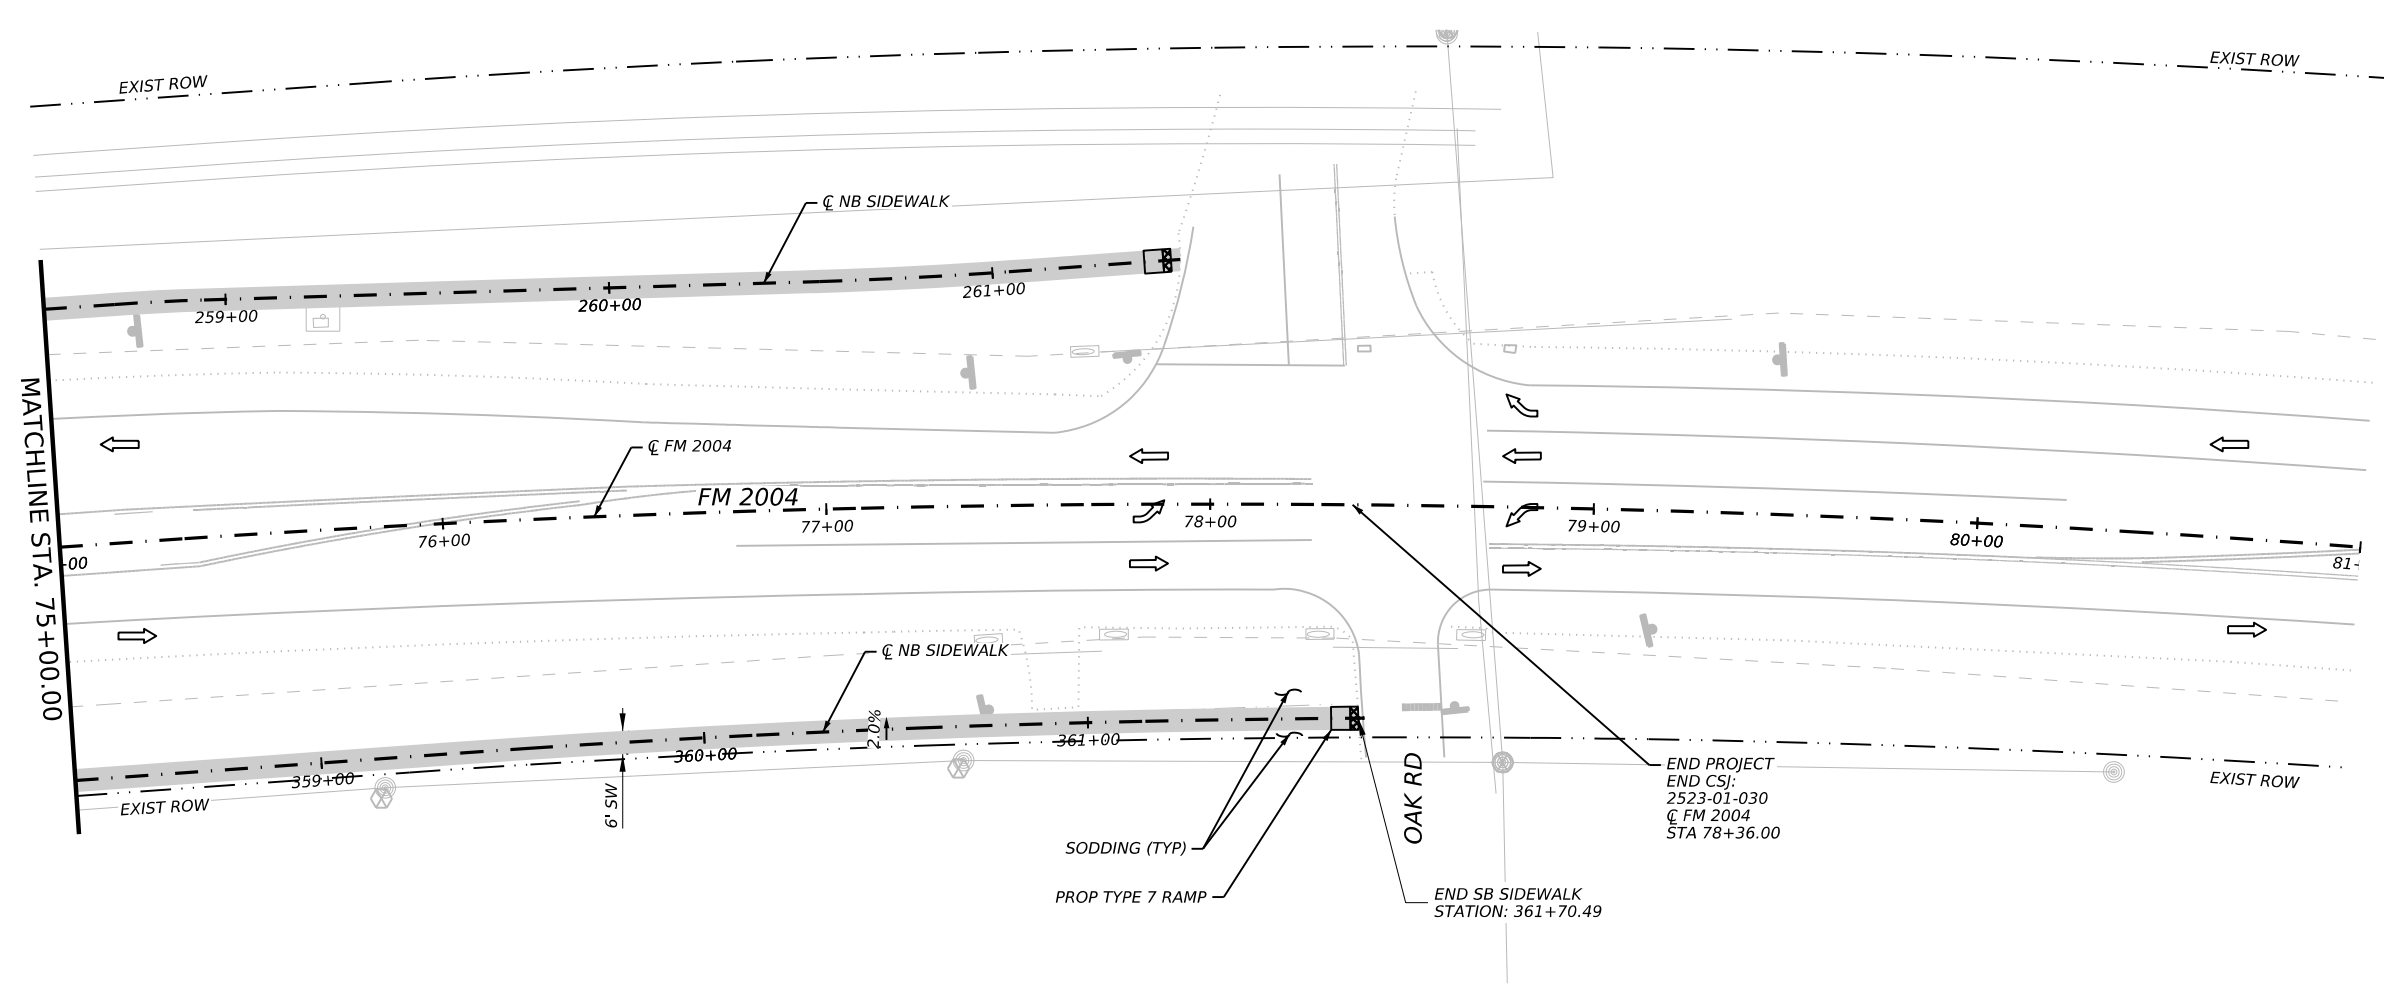 EXIST ROW
EXIST ROW
℄ NB SIDEWALK
259+00
260+00
261+00
MATCHLINE STA. 75+00.00
℄ FM 2004
FM 2004
-00
76+00
77+00
78+00
79+00
80+00
81-
℄ NB SIDEWALK
2.0%
359+00
360+00
361+00
EXIST ROW
6' SW
OAK RD
SODDING (TYP)
PROP TYPE 7 RAMP
END SB SIDEWALK
STATION: 361+70.49
END PROJECT
END CSJ:
2523-01-030
℄ FM 2004
STA 78+36.00
EXIST ROW